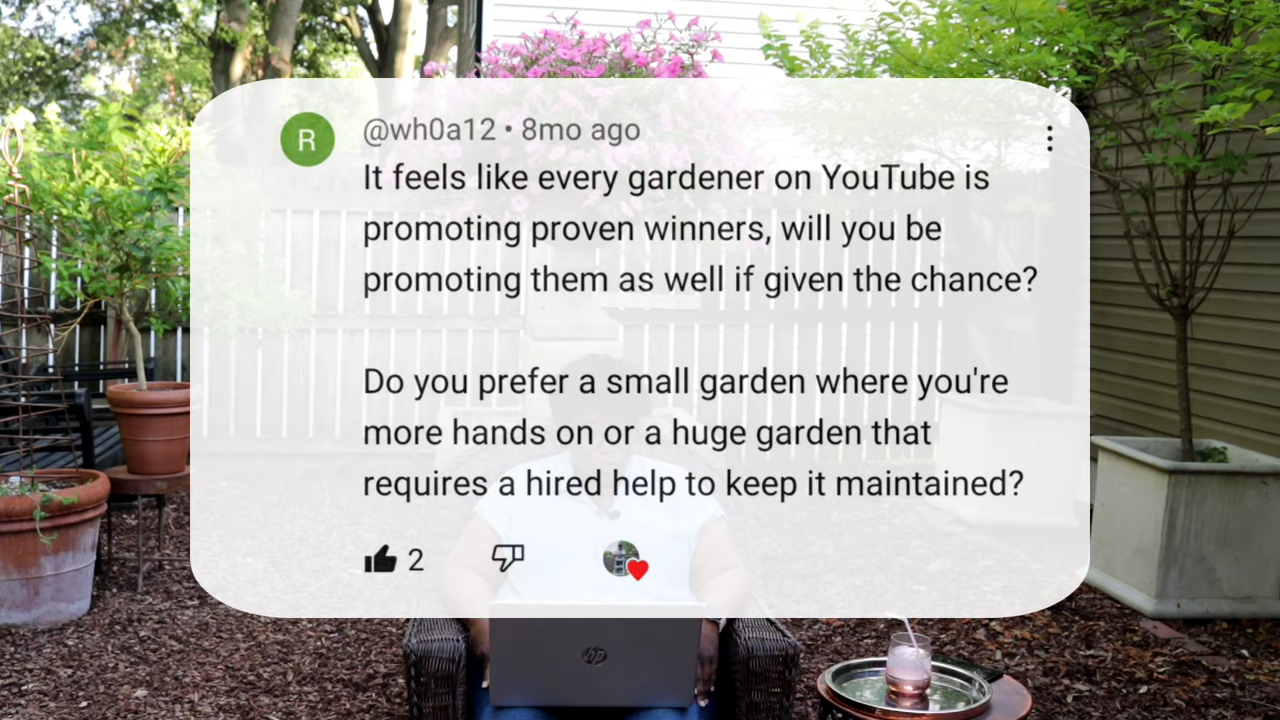 R
@wh0a12 • 8mo ago
It feels like every gardener on YouTube is
promoting proven winners, will you be
promoting them as well if given the chance?
Do you prefer a small garden where you're
more hands on or a huge garden that
requires a hired help to keep it maintained?
2
hp